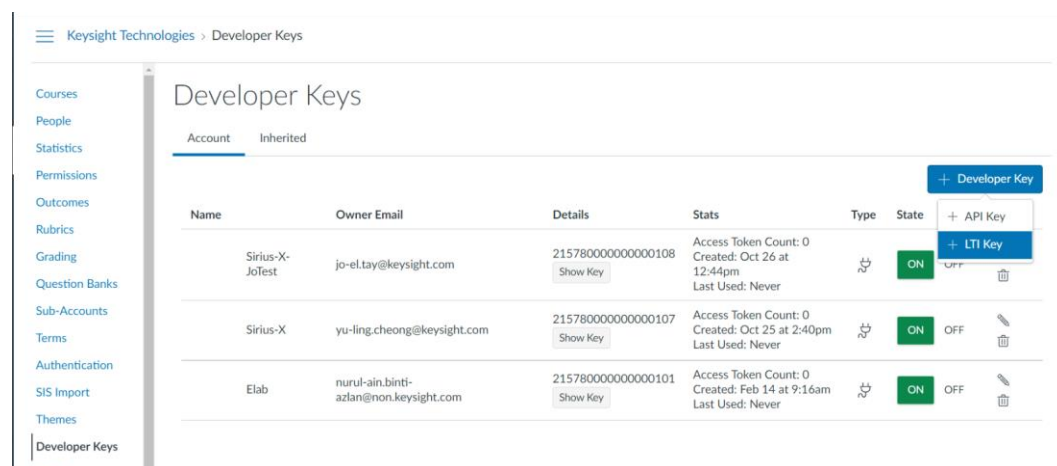 Keysight Technologies > Developer Keys
Courses
People
Statistics
Permissions
Outcomes
Rubrics
Grading
Question Banks
Sub-Accounts
Terms
Authentication
SIS Import
Themes
Developer Keys
Developer Keys
Account Inherited
+ Developer Key
+ API Key
+ LTI Key
Name Owner Email Details Stats Type State
Sirius-X-
JoTest
jo-el.tay@keysight.com
215780000000000108
Show Key
Access Token Count: 0
Created: Oct 26 at
12:44pm
Last Used: Never
ON OFF
Sirius-X
yu-ling.cheong@keysight.com
215780000000000107
Show Key
Access Token Count: 0
Created: Oct 25 at 2:40pm
Last Used: Never
ON OFF
Elab
nurul-ain.binti-
azlan@non.keysight.com
215780000000000101
Show Key
Access Token Count: 0
Created: Feb 14 at 9:16am
Last Used: Never
ON OFF